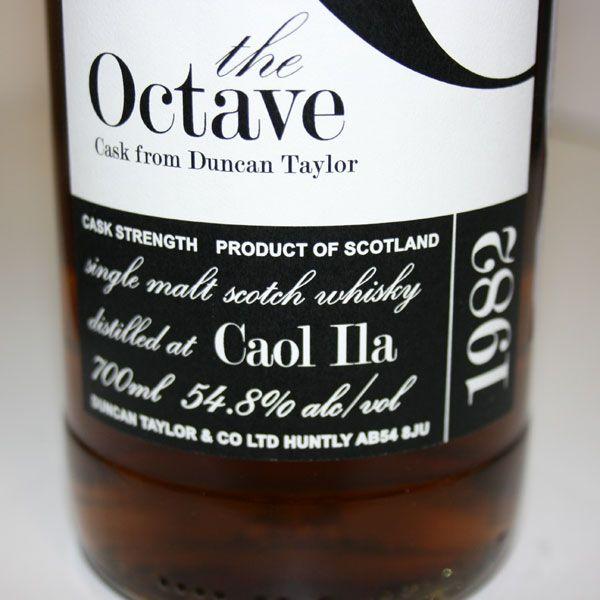 the
Octave
Cask from Duncan Taylor
CASK STRENGTH PRODUCT OF SCOTLAND
single malt scotch whisky
distilled at Caol Ila
700ml 54.8% alc/vol
DUNCAN TAYLOR & CO LTD HUNTLY AB54 8JU
1982